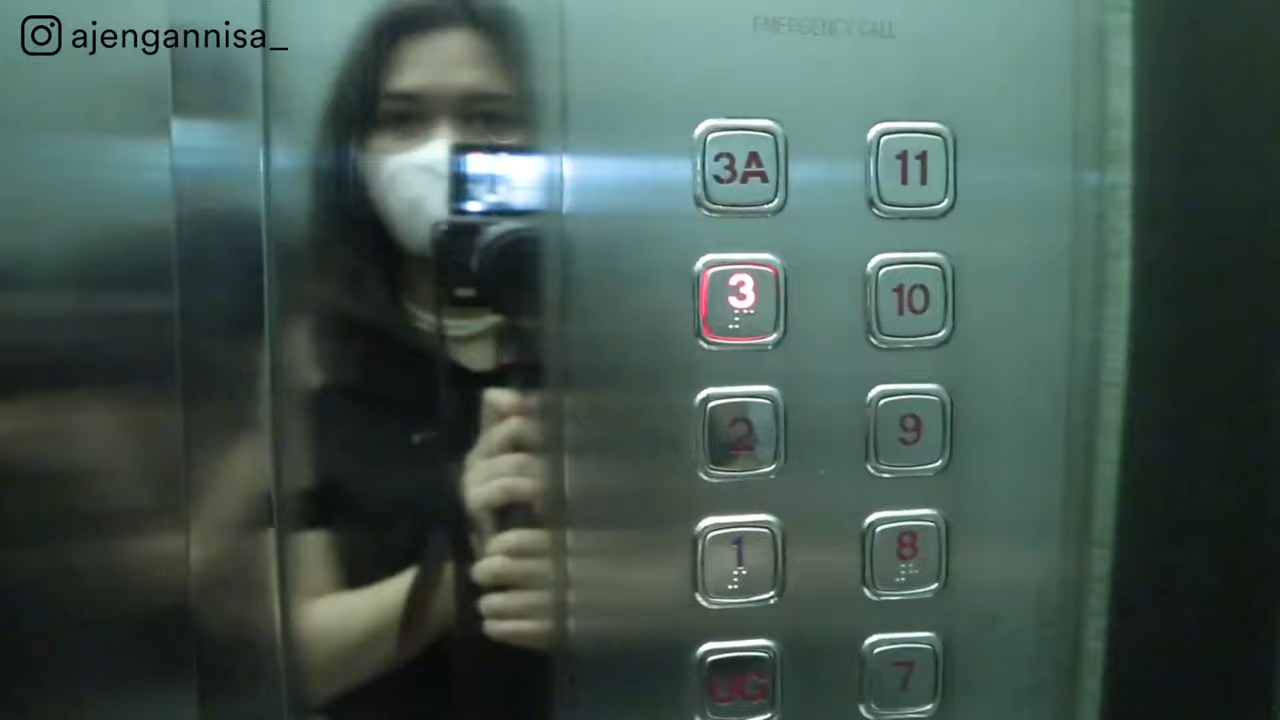 ajengannisa_
EMERGENCY CALL
3A 11
3 10
2 9
1 8
UG 7